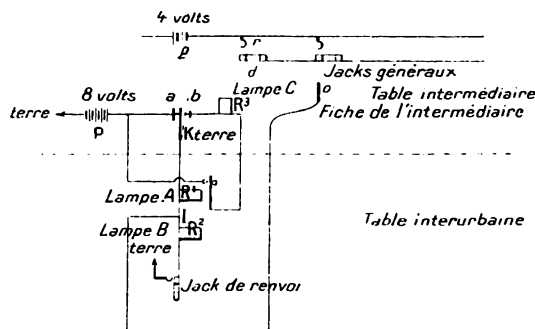 4 volts
ℓ
r
d
Jacks généraux
Lampe C
o
Table intermédiaire
Fiche de l'intermédiaire
8 volts
a .b
R3
terre
K terre
p
Lampe.A
R1
Table interurbaine
Lampe B
R2
terre
Jack de renvoi